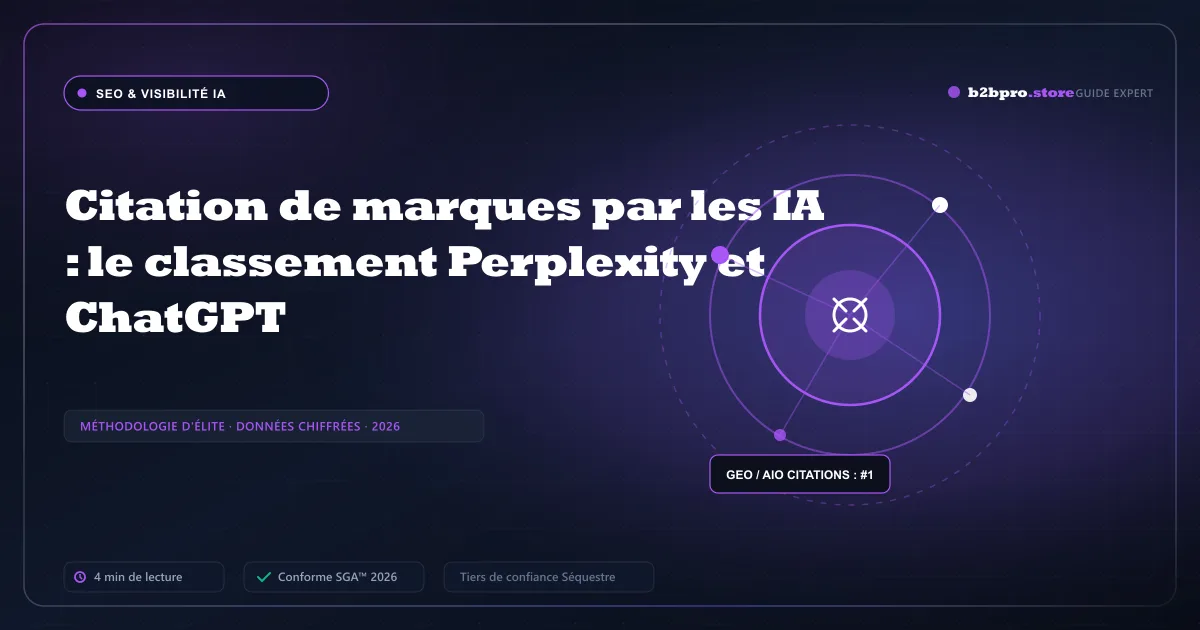 SEO & VISIBILITÉ IA
b2bpro.store GUIDE EXPERT
Citation de marques par les IA
: le classement Perplexity et
ChatGPT
MÉTHODOLOGIE D'ÉLITE · DONNÉES CHIFFRÉES · 2026
GEO / AIO CITATIONS : #1
4 min de lecture
Conforme SGA™ 2026
Tiers de confiance Séquestre